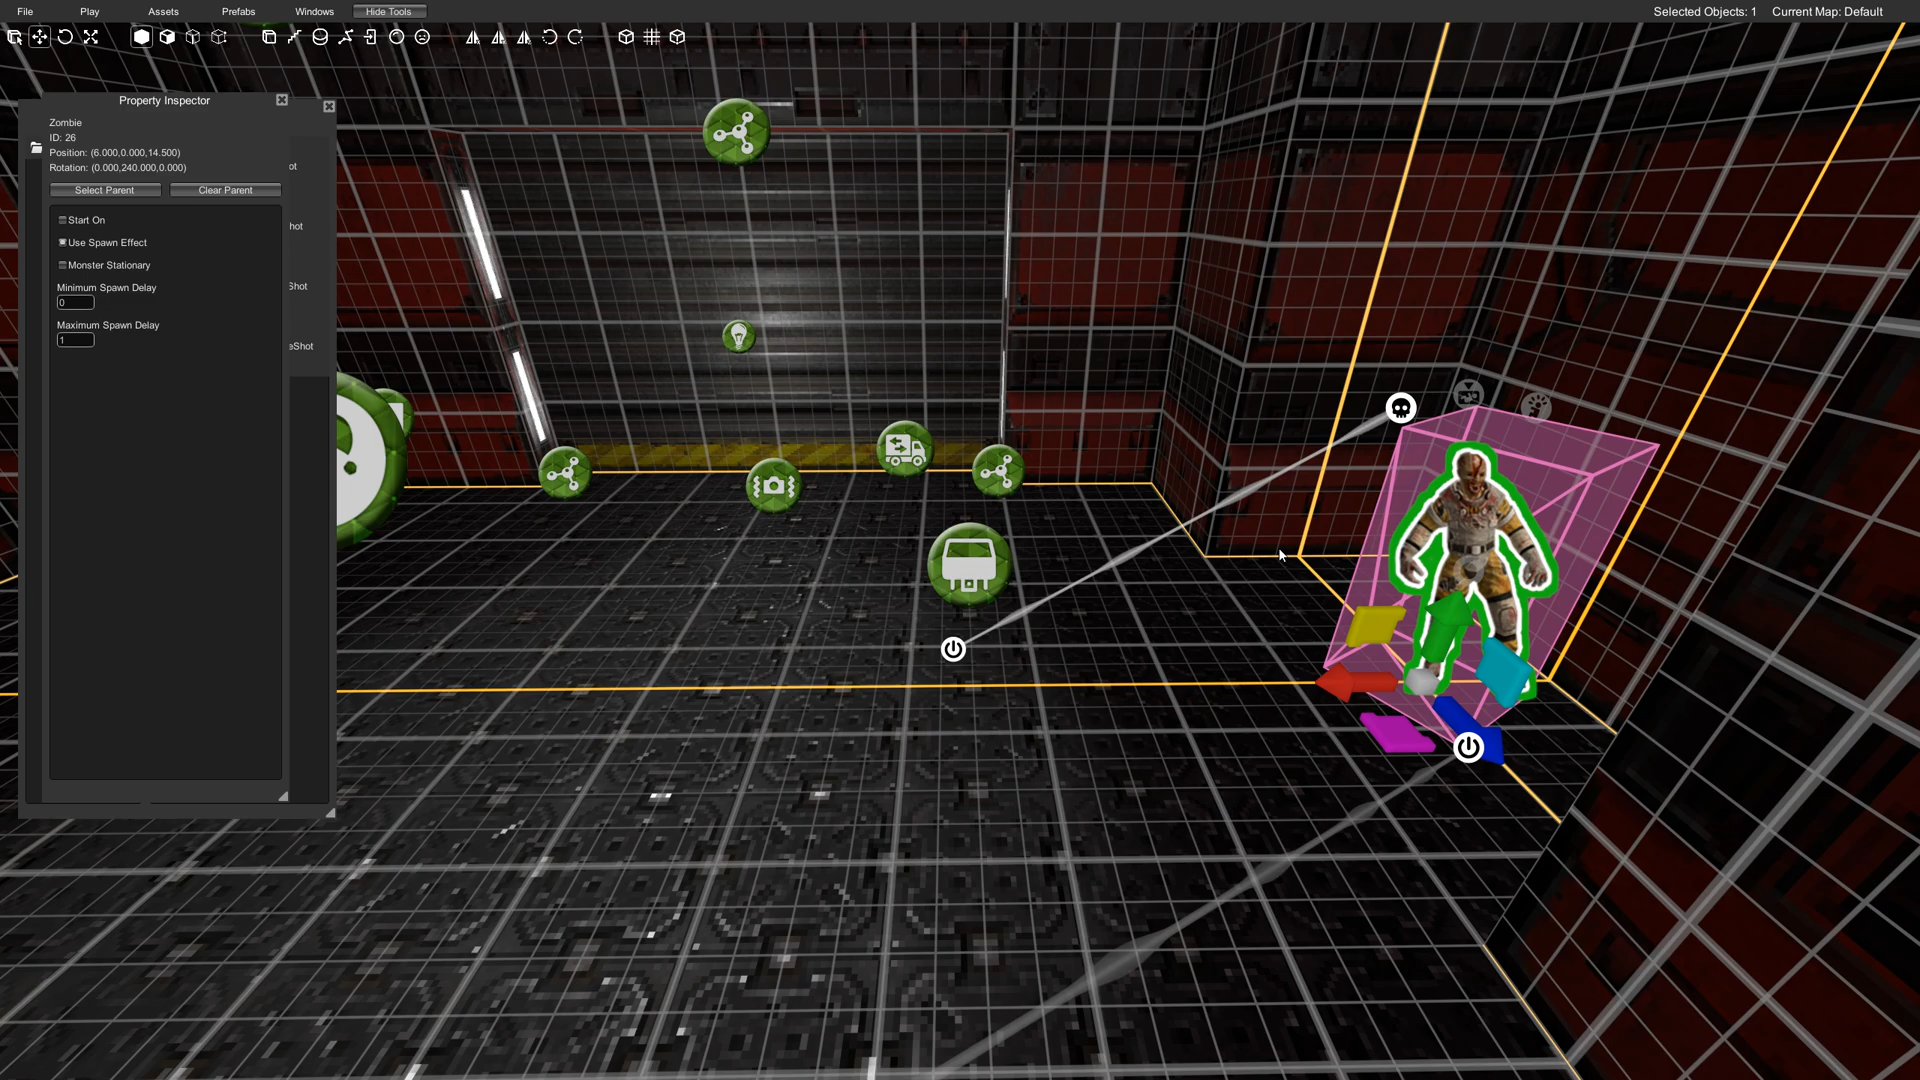 File Play Assets Prefabs Windows Hide Tools Selected Objects: 1 Current Map: Default
Property Inspector
Zombie
ID: 26
Position: (6.000,0.000,14.500)
Rotation: (0.000,240.000,0.000)
Select Parent Clear Parent
Start On
Use Spawn Effect
Monster Stationary
Minimum Spawn Delay
0
Maximum Spawn Delay
1
ot
hot
Shot
eShot